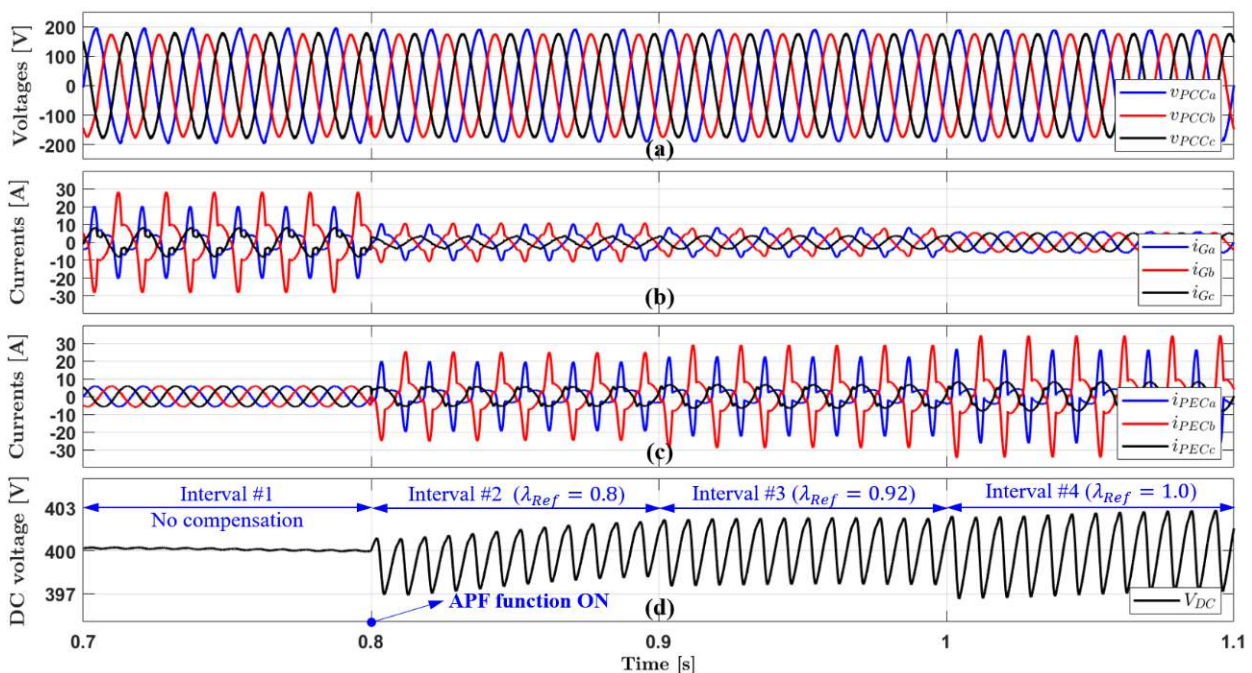 Voltages [V]
200
100
0
-100
-200
v_PCCa
v_PCCb
v_PCCc
(a)
Currents [A]
30
20
10
0
-10
-20
-30
i_Ga
i_Gb
i_Gc
(b)
Currents [A]
30
20
10
0
-10
-20
-30
i_PECa
i_PECb
i_PECc
(c)
DC voltage [V]
403
400
397
Interval #1
No compensation
Interval #2 (λ_Ref = 0.8)
Interval #3 (λ_Ref = 0.92)
Interval #4 (λ_Ref = 1.0)
APF function ON
(d)
V_DC
0.7 0.8 0.9 1 1.1
Time [s]